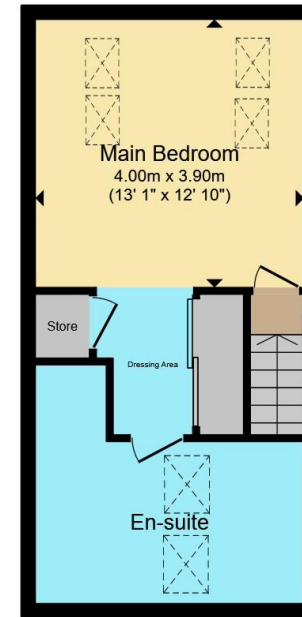 Main Bedroom
4.00m x 3.90m
(13' 1" x 12' 10")
Store
Dressing Area
En-suite